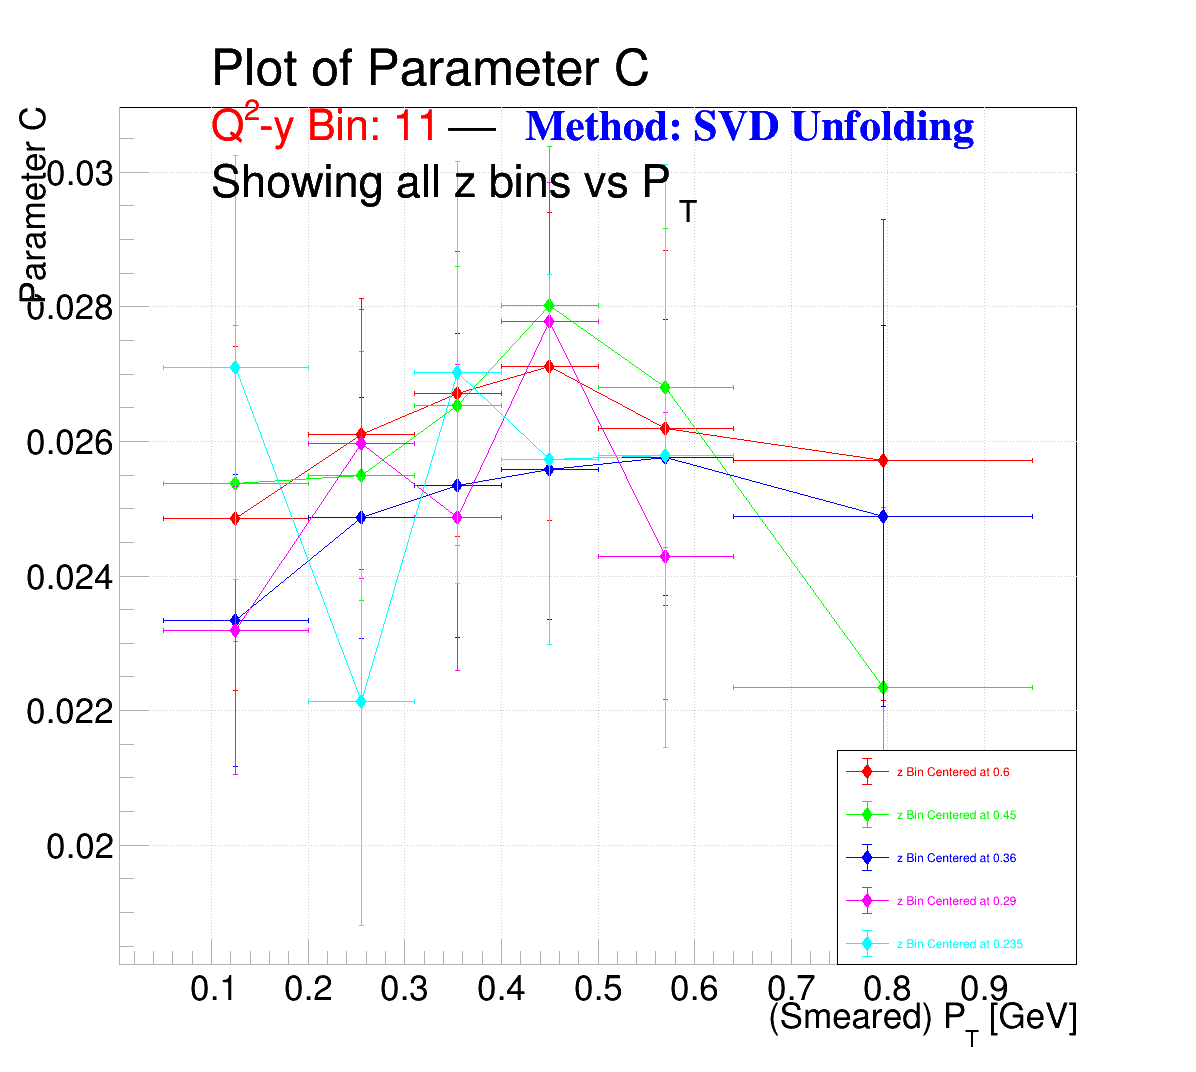 Plot of Parameter C
Q²-y Bin: 11 — Method: SVD Unfolding
Showing all z bins vs P_T
Parameter C
0.03
0.028
0.026
0.024
0.022
0.02
z Bin Centered at 0.6
z Bin Centered at 0.45
z Bin Centered at 0.36
z Bin Centered at 0.29
z Bin Centered at 0.235
0.1 0.2 0.3 0.4 0.5 0.6 0.7 0.8 0.9
(Smeared) P_T [GeV]